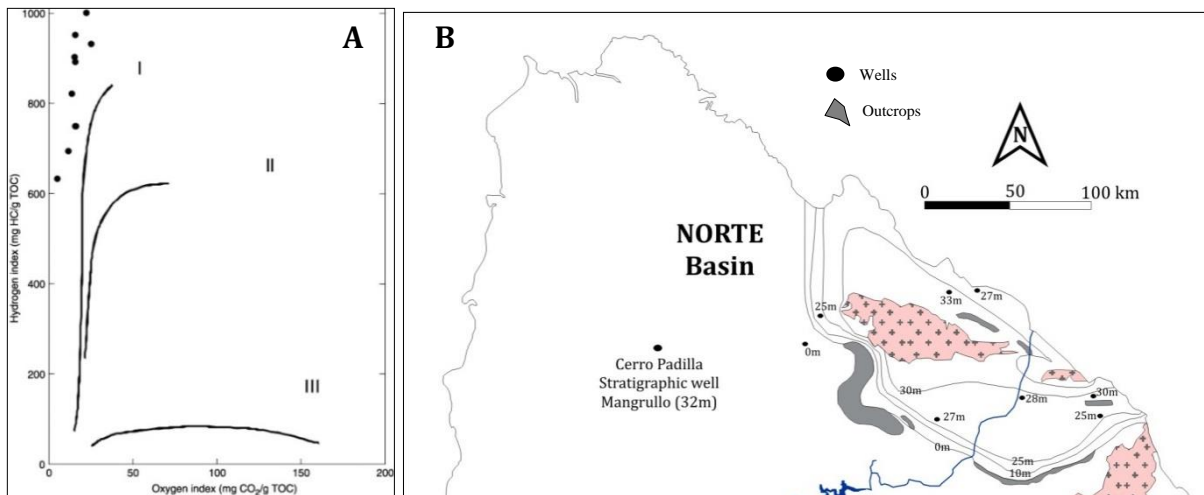 A
1000
800
600
400
200
0
Hydrogen index (mg HC/g TOC)
I
II
III
0
50
100
150
200
Oxygen index (mg CO2/g TOC)
B
Wells
Outcrops
N
0
50
100 km
NORTE
Basin
33m
27m
25m
0m
Cerro Padilla
Stratigraphic well
Mangrullo (32m)
30m
30m
28m
25m
27m
0m
25m
10m